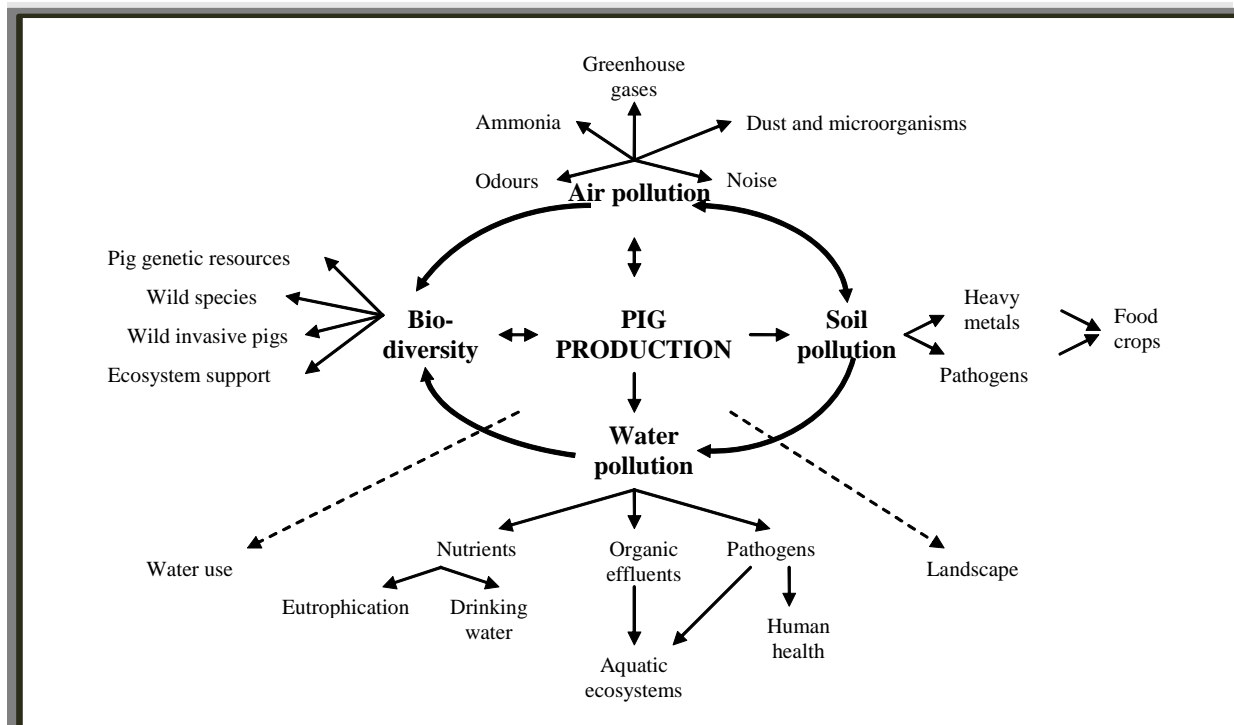 Greenhouse
gases
Ammonia
Dust and microorganisms
Odours
Noise
Air pollution
Pig genetic resources
Wild species
Wild invasive pigs
Ecosystem support
Bio-
diversity
PIG
PRODUCTION
Soil
pollution
Heavy
metals
Pathogens
Food
crops
Water
pollution
Water use
Nutrients
Organic
effluents
Pathogens
Landscape
Eutrophication
Drinking
water
Human
health
Aquatic
ecosystems